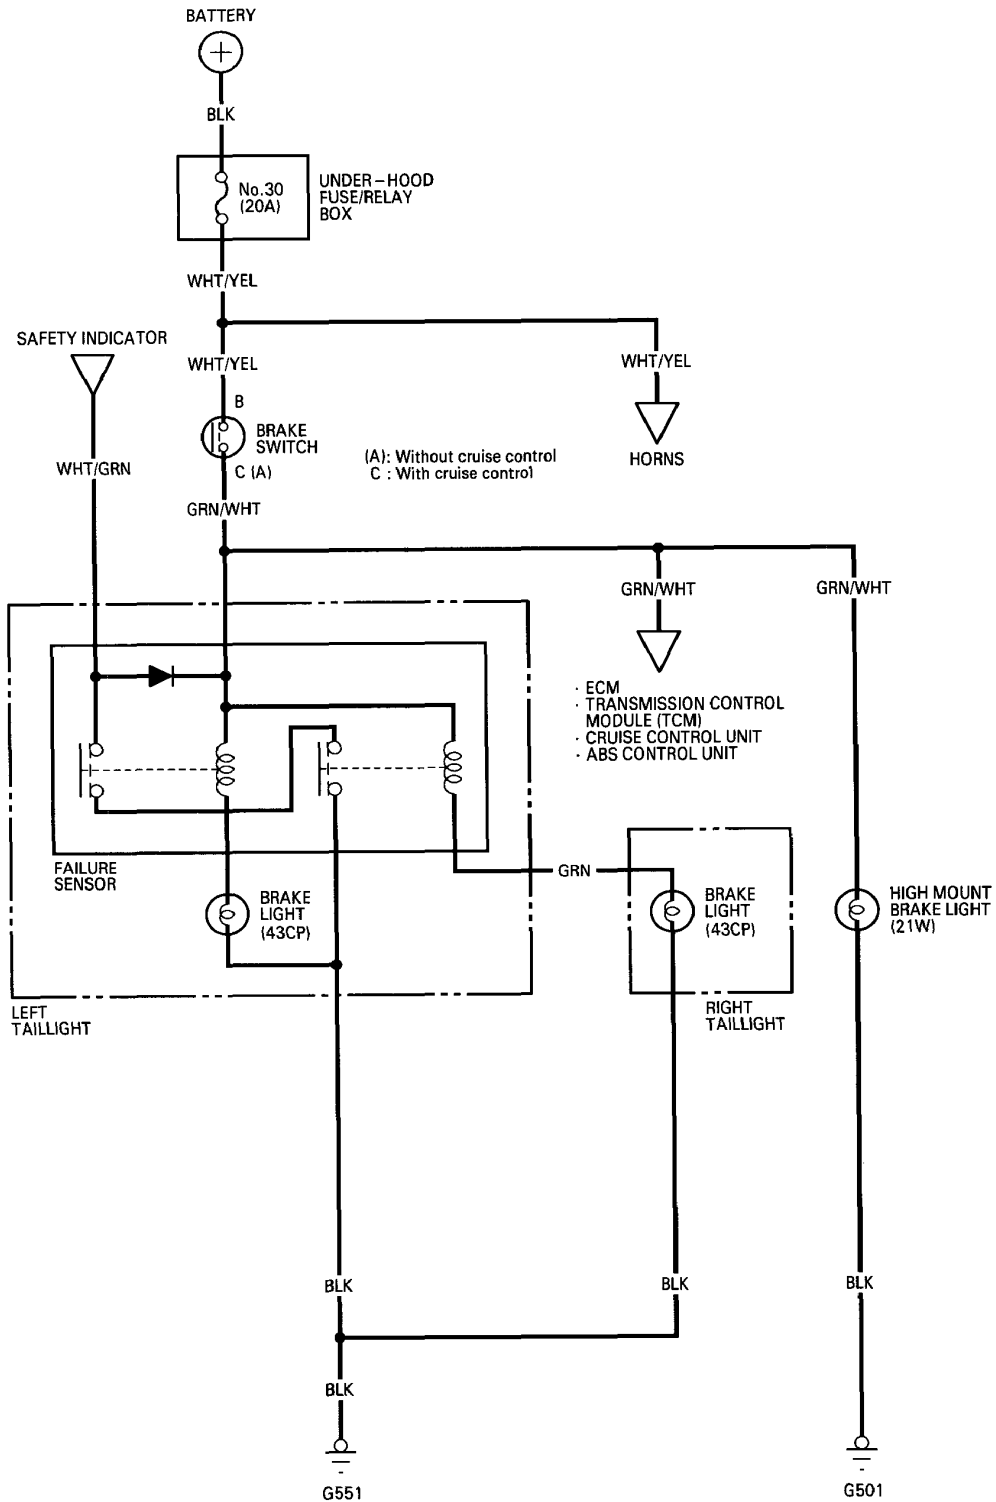 BATTERY
BLK
No.30
(20A)
UNDER-HOOD
FUSE/RELAY
BOX
WHT/YEL
SAFETY INDICATOR
WHT/YEL
WHT/YEL
B
BRAKE
SWITCH
C (A)
(A): Without cruise control
C : With cruise control
HORNS
WHT/GRN
GRN/WHT
GRN/WHT
GRN/WHT
· ECM
· TRANSMISSION CONTROL
MODULE (TCM)
· CRUISE CONTROL UNIT
· ABS CONTROL UNIT
FAILURE
SENSOR
GRN
BRAKE
LIGHT
(43CP)
BRAKE
LIGHT
(43CP)
HIGH MOUNT
BRAKE LIGHT
(21W)
LEFT
TAILLIGHT
RIGHT
TAILLIGHT
BLK
BLK
BLK
BLK
G551
G501